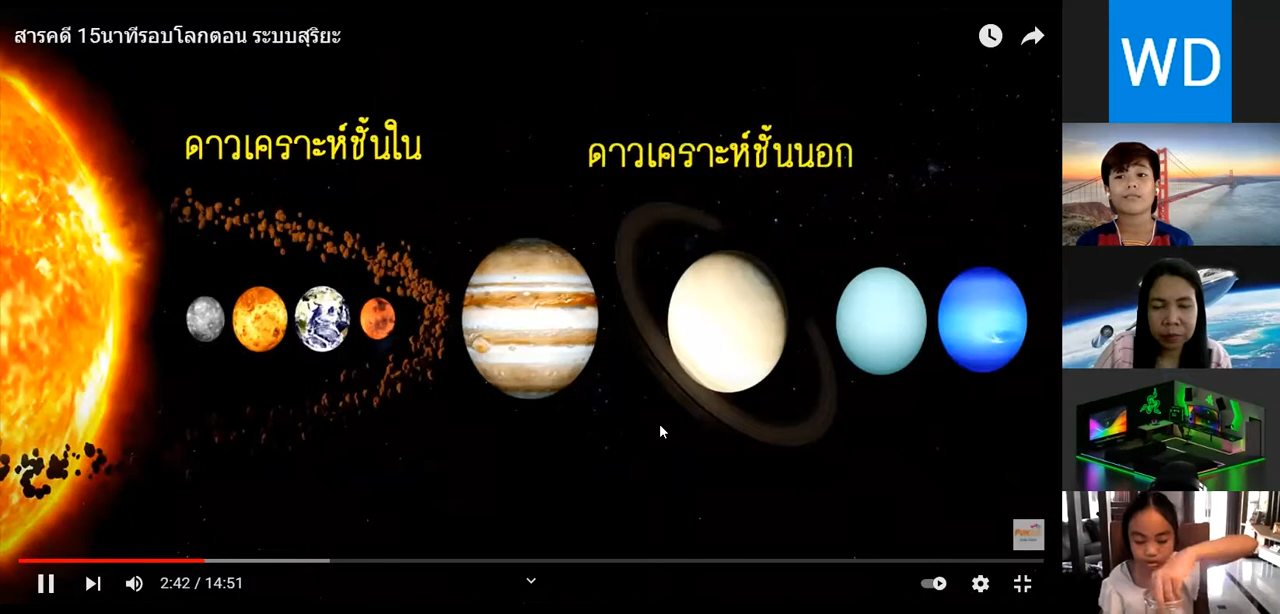 สารคดี 15นาทีรอบโลกตอน ระบบสุริยะ
WD
ดาวเคราะห์ชั้นใน
ดาวเคราะห์ชั้นนอก
2:42 / 14:51